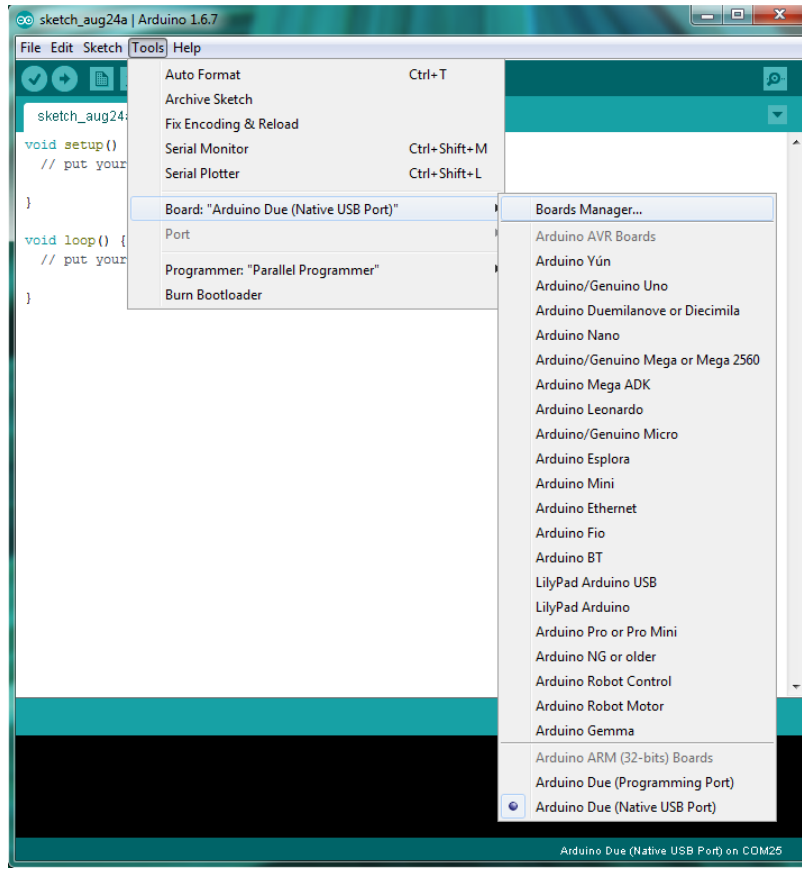 sketch_aug24a | Arduino 1.6.7
File Edit Sketch Tools Help
sketch_aug24a
void setup()
// put your
}
void loop() {
// put your
}
Auto Format Ctrl+T
Archive Sketch
Fix Encoding & Reload
Serial Monitor Ctrl+Shift+M
Serial Plotter Ctrl+Shift+L
Board: "Arduino Due (Native USB Port)"
Port
Programmer: "Parallel Programmer"
Burn Bootloader
Boards Manager...
Arduino AVR Boards
Arduino Yún
Arduino/Genuino Uno
Arduino Duemilanove or Diecimila
Arduino Nano
Arduino/Genuino Mega or Mega 2560
Arduino Mega ADK
Arduino Leonardo
Arduino/Genuino Micro
Arduino Esplora
Arduino Mini
Arduino Ethernet
Arduino Fio
Arduino BT
LilyPad Arduino USB
LilyPad Arduino
Arduino Pro or Pro Mini
Arduino NG or older
Arduino Robot Control
Arduino Robot Motor
Arduino Gemma
Arduino ARM (32-bits) Boards
Arduino Due (Programming Port)
Arduino Due (Native USB Port)
Arduino Due (Native USB Port) on COM25